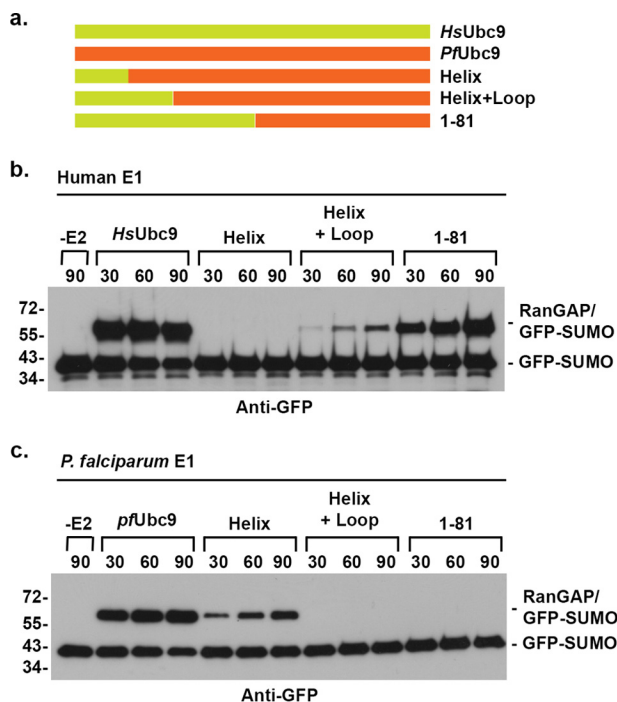 a.
HsUbc9
PfUbc9
Helix
Helix+Loop
1-81
b.
Human E1
-E2 HsUbc9 Helix Helix + Loop 1-81
90 30 60 90 30 60 90 30 60 90 30 60 90
72-
55-
43-
34-
- RanGAP/
GFP-SUMO
- GFP-SUMO
Anti-GFP
c.
P. falciparum E1
-E2 pfUbc9 Helix Helix + Loop 1-81
90 30 60 90 30 60 90 30 60 90 30 60 90
72-
55-
43-
34-
- RanGAP/
GFP-SUMO
- GFP-SUMO
Anti-GFP